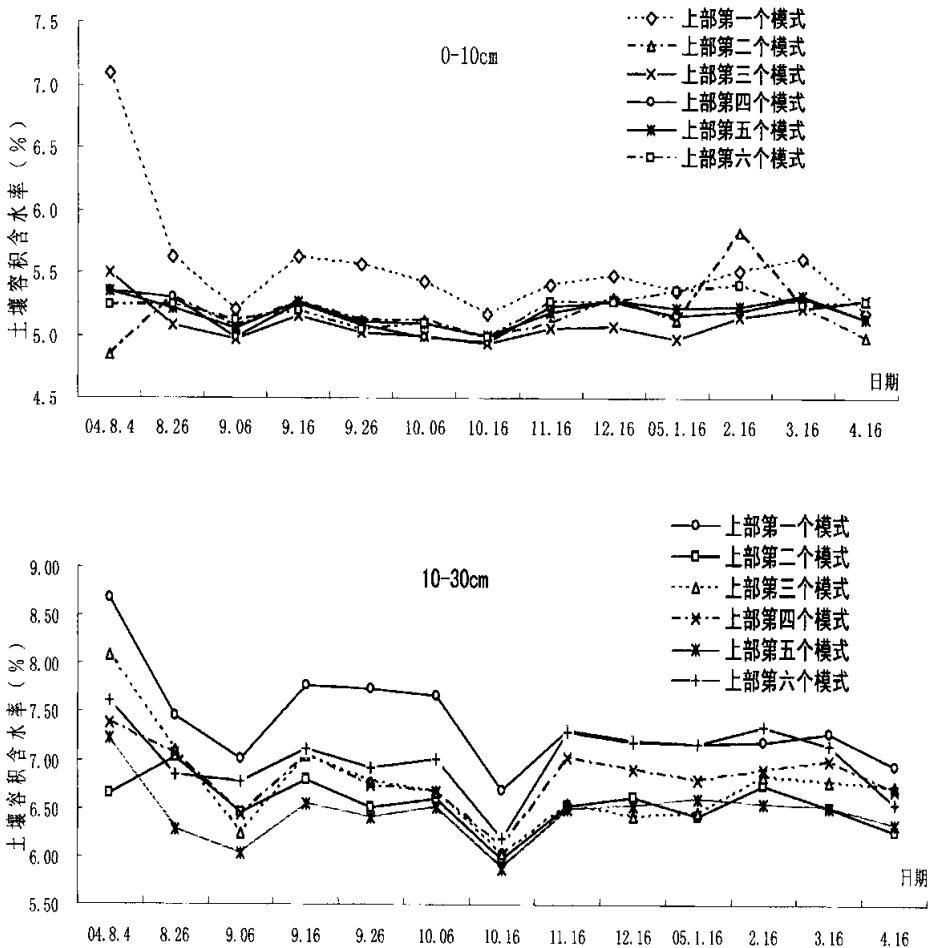 7.5
7.0
6.5
6.0
5.5
5.0
4.5
土壤容积含水率(%)
0-10cm
上部第一个模式
上部第二个模式
上部第三个模式
上部第四个模式
上部第五个模式
上部第六个模式
日期
04.8.4 8.26 9.06 9.16 9.26 10.06 10.16 11.16 12.16 05.1.16 2.16 3.16 4.16
9.00
8.50
8.00
7.50
7.00
6.50
6.00
5.50
土壤容积含水率(%)
10-30cm
上部第一个模式
上部第二个模式
上部第三个模式
上部第四个模式
上部第五个模式
上部第六个模式
日期
04.8.4 8.26 9.06 9.16 9.26 10.06 10.16 11.16 12.16 05.1.16 2.16 3.16 4.16